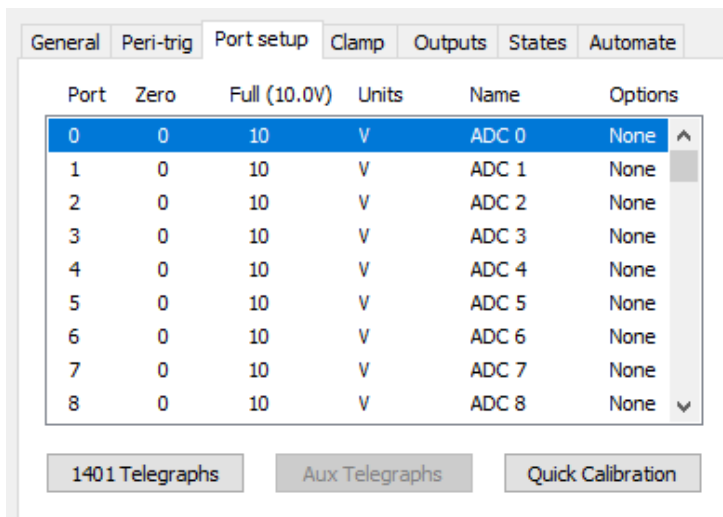 General Peri-trig Port setup Clamp Outputs States Automate
Port Zero Full (10.0V) Units Name Options
0 0 10 V ADC 0 None
1 0 10 V ADC 1 None
2 0 10 V ADC 2 None
3 0 10 V ADC 3 None
4 0 10 V ADC 4 None
5 0 10 V ADC 5 None
6 0 10 V ADC 6 None
7 0 10 V ADC 7 None
8 0 10 V ADC 8 None
1401 Telegraphs Aux Telegraphs Quick Calibration